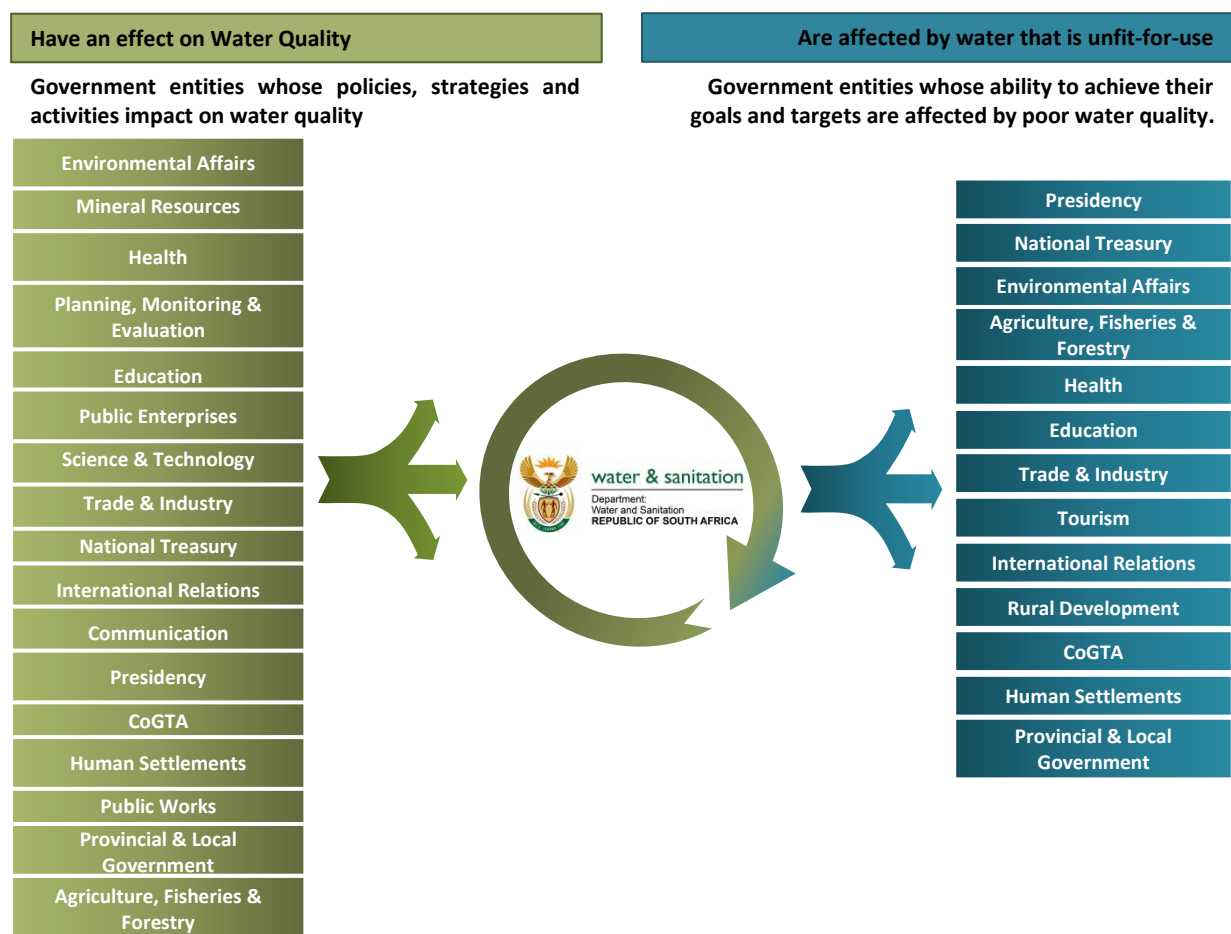 Have an effect on Water Quality
Government entities whose policies, strategies and
activities impact on water quality
Environmental Affairs
Mineral Resources
Health
Planning, Monitoring &
Evaluation
Education
Public Enterprises
Science & Technology
Trade & Industry
National Treasury
International Relations
Communication
Presidency
CoGTA
Human Settlements
Public Works
Provincial & Local
Government
Agriculture, Fisheries &
Forestry
water & sanitation
Department:
Water and Sanitation
REPUBLIC OF SOUTH AFRICA
Are affected by water that is unfit-for-use
Government entities whose ability to achieve their
goals and targets are affected by poor water quality.
Presidency
National Treasury
Environmental Affairs
Agriculture, Fisheries &
Forestry
Health
Education
Trade & Industry
Tourism
International Relations
Rural Development
CoGTA
Human Settlements
Provincial & Local
Government